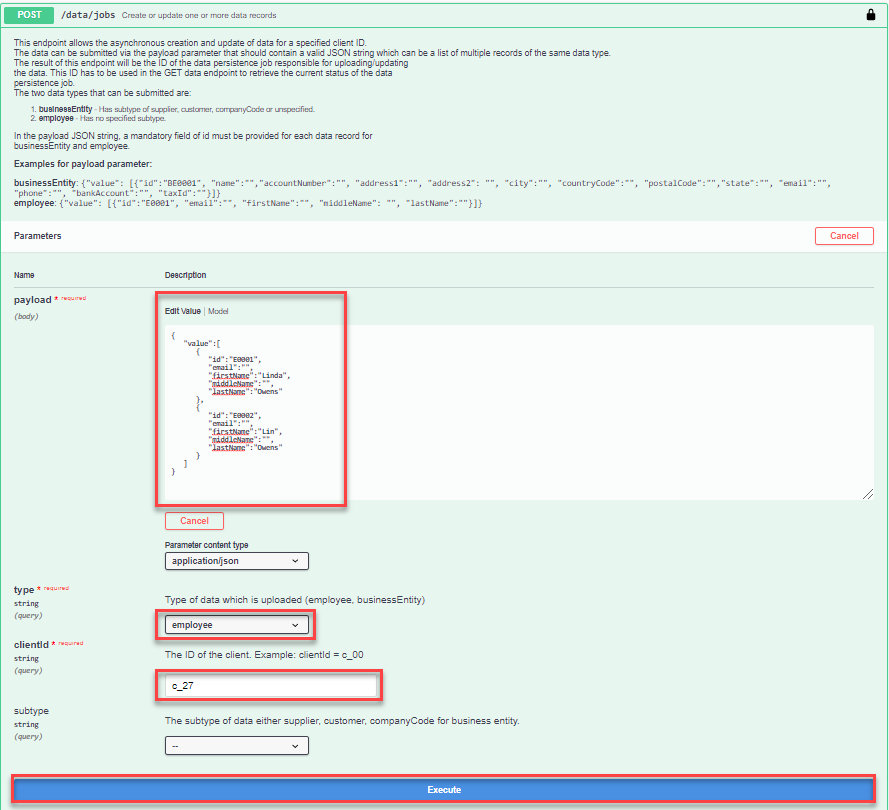 POST /data/jobs Create or update one or more data records
This endpoint allows the asynchronous creation and update of data for a specified client ID.
The data can be submitted via the payload parameter that should contain a valid JSON string which can be a list of multiple records of the same data type.
The result of this endpoint will be the ID of the data persistence job responsible for uploading/updating
the data. This ID has to be used in the GET data endpoint to retrieve the current status of the data
persistence job.
The two data types that can be submitted are:
1. businessEntity - Has subtype of supplier, customer, companyCode or unspecified.
2. employee - Has no specified subtype.
In the payload JSON string, a mandatory field of id must be provided for each data record for
businessEntity and employee.
Examples for payload parameter:
businessEntity: {"value": [{"id":"BE0001", "name":"","accountNumber":"", "address1":"", "address2": "", "city":"", "countryCode":"", "postalCode":"","state":"", "email":"",
"phone":"", "bankAccount":"", "taxId":""}]}
employee: {"value": [{"id":"E0001", "email":"", "firstName":"", "middleName": "", "lastName":""}]}
Parameters
Cancel
Name Description
payload * required
(body)
Edit Value | Model
{
"value":[
{
"id":"E0001",
"email":"",
"firstName":"Linda",
"middleName":"",
"lastName":"Owens"
},
{
"id":"E0002",
"email":"",
"firstName":"Lin",
"middleName":"",
"lastName":"Owens"
}
]
}
Cancel
Parameter content type
application/json
type * required
string
(query)
Type of data which is uploaded (employee, businessEntity)
employee
clientId * required
string
(query)
The ID of the client. Example: clientId = c_00
c_27
subtype
string
(query)
The subtype of data either supplier, customer, companyCode for business entity.
--
Execute